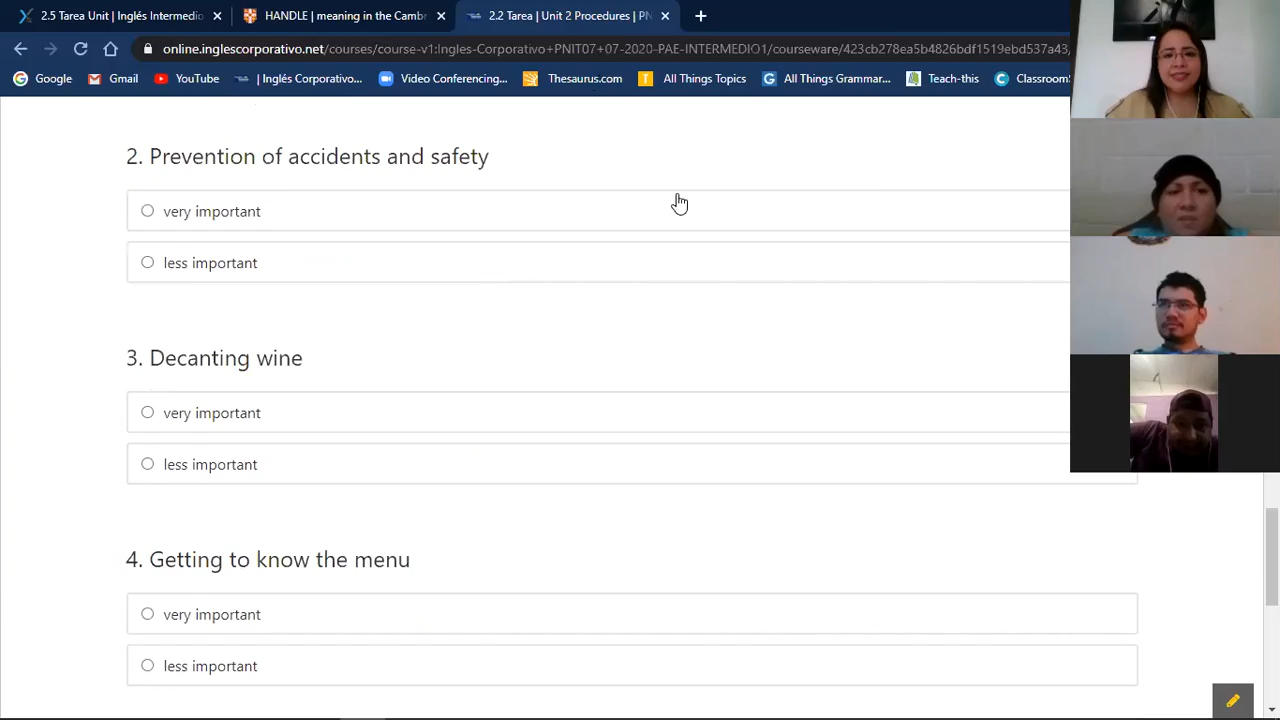 2.5 Tarea Unit | Inglés Intermedio
HANDLE | meaning in the Cambr
2.2 Tarea | Unit 2 Procedures | PN
online.inglescorporativo.net/courses/course-v1:Ingles-Corporativo+PNIT07+07-2020-PAE-INTERMEDIO1/courseware/423cb278ea5b4826bdf1519ebd537a43/
Google
Gmail
YouTube
| Inglés Corporativo...
Video Conferencing...
Thesaurus.com
All Things Topics
All Things Grammar...
Teach-this
ClassroomS
2. Prevention of accidents and safety
very important
less important
3. Decanting wine
very important
less important
4. Getting to know the menu
very important
less important